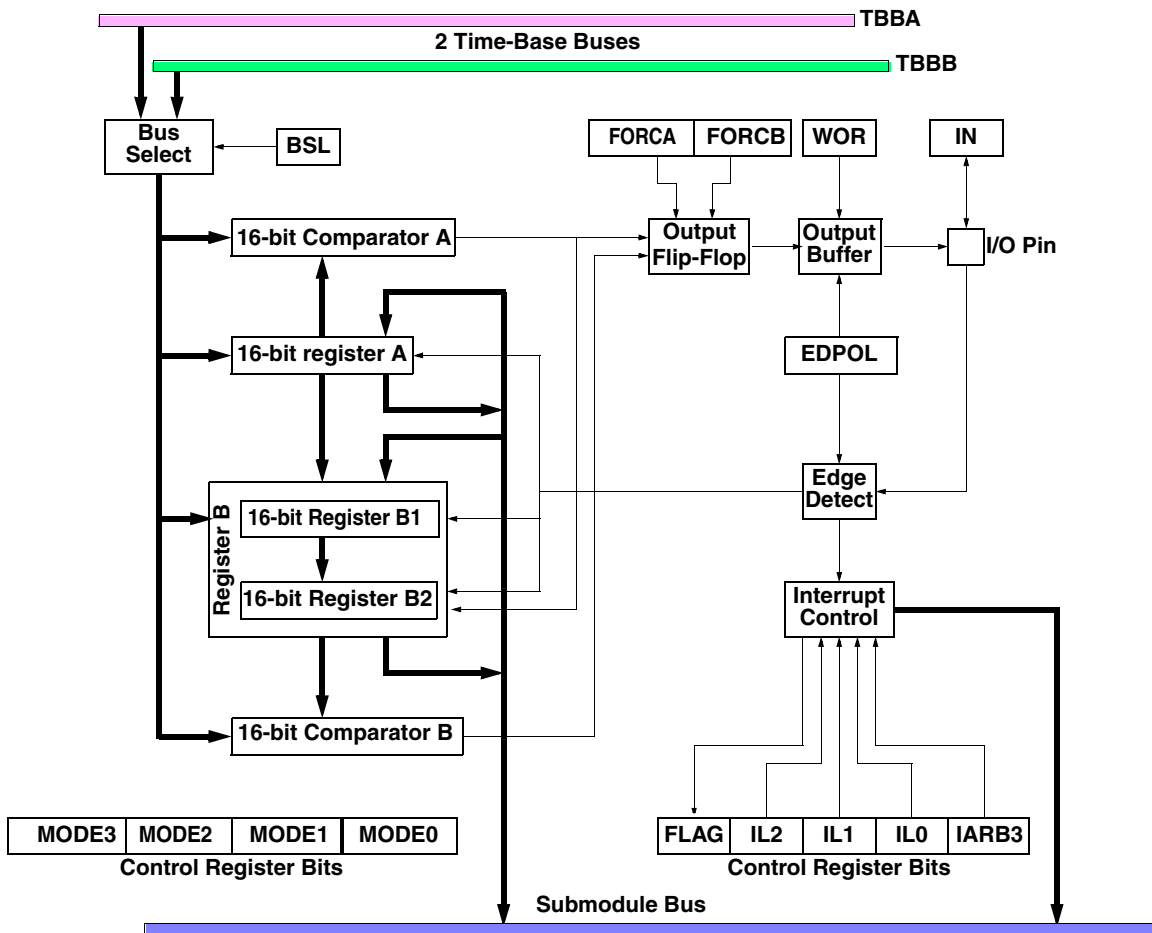 TBBA
2 Time-Base Buses
TBBB
Bus
Select
BSL
FORCA
FORCB
WOR
IN
16-bit Comparator A
Output
Flip-Flop
Output
Buffer
I/O Pin
16-bit register A
EDPOL
Register B
16-bit Register B1
16-bit Register B2
Edge
Detect
Interrupt
Control
16-bit Comparator B
MODE3
MODE2
MODE1
MODE0
Control Register Bits
FLAG
IL2
IL1
IL0
IARB3
Control Register Bits
Submodule Bus